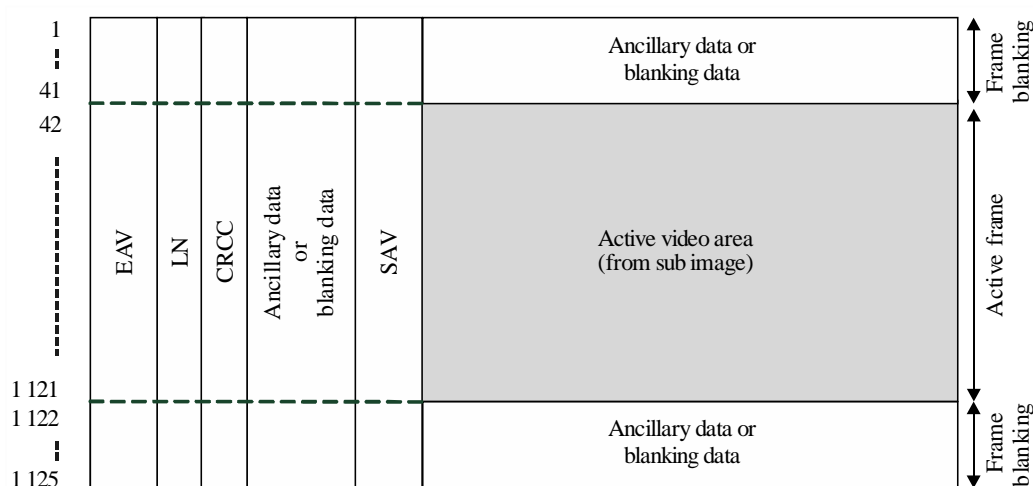 1
41
42
1 121
1 122
1 125
EAV
LN
CRCC
Ancillary data
or
blanking data
SAV
Ancillary data or
blanking data
Active video area
(from sub image)
Ancillary data or
blanking data
Frame
blanking
Active frame
Frame
blanking